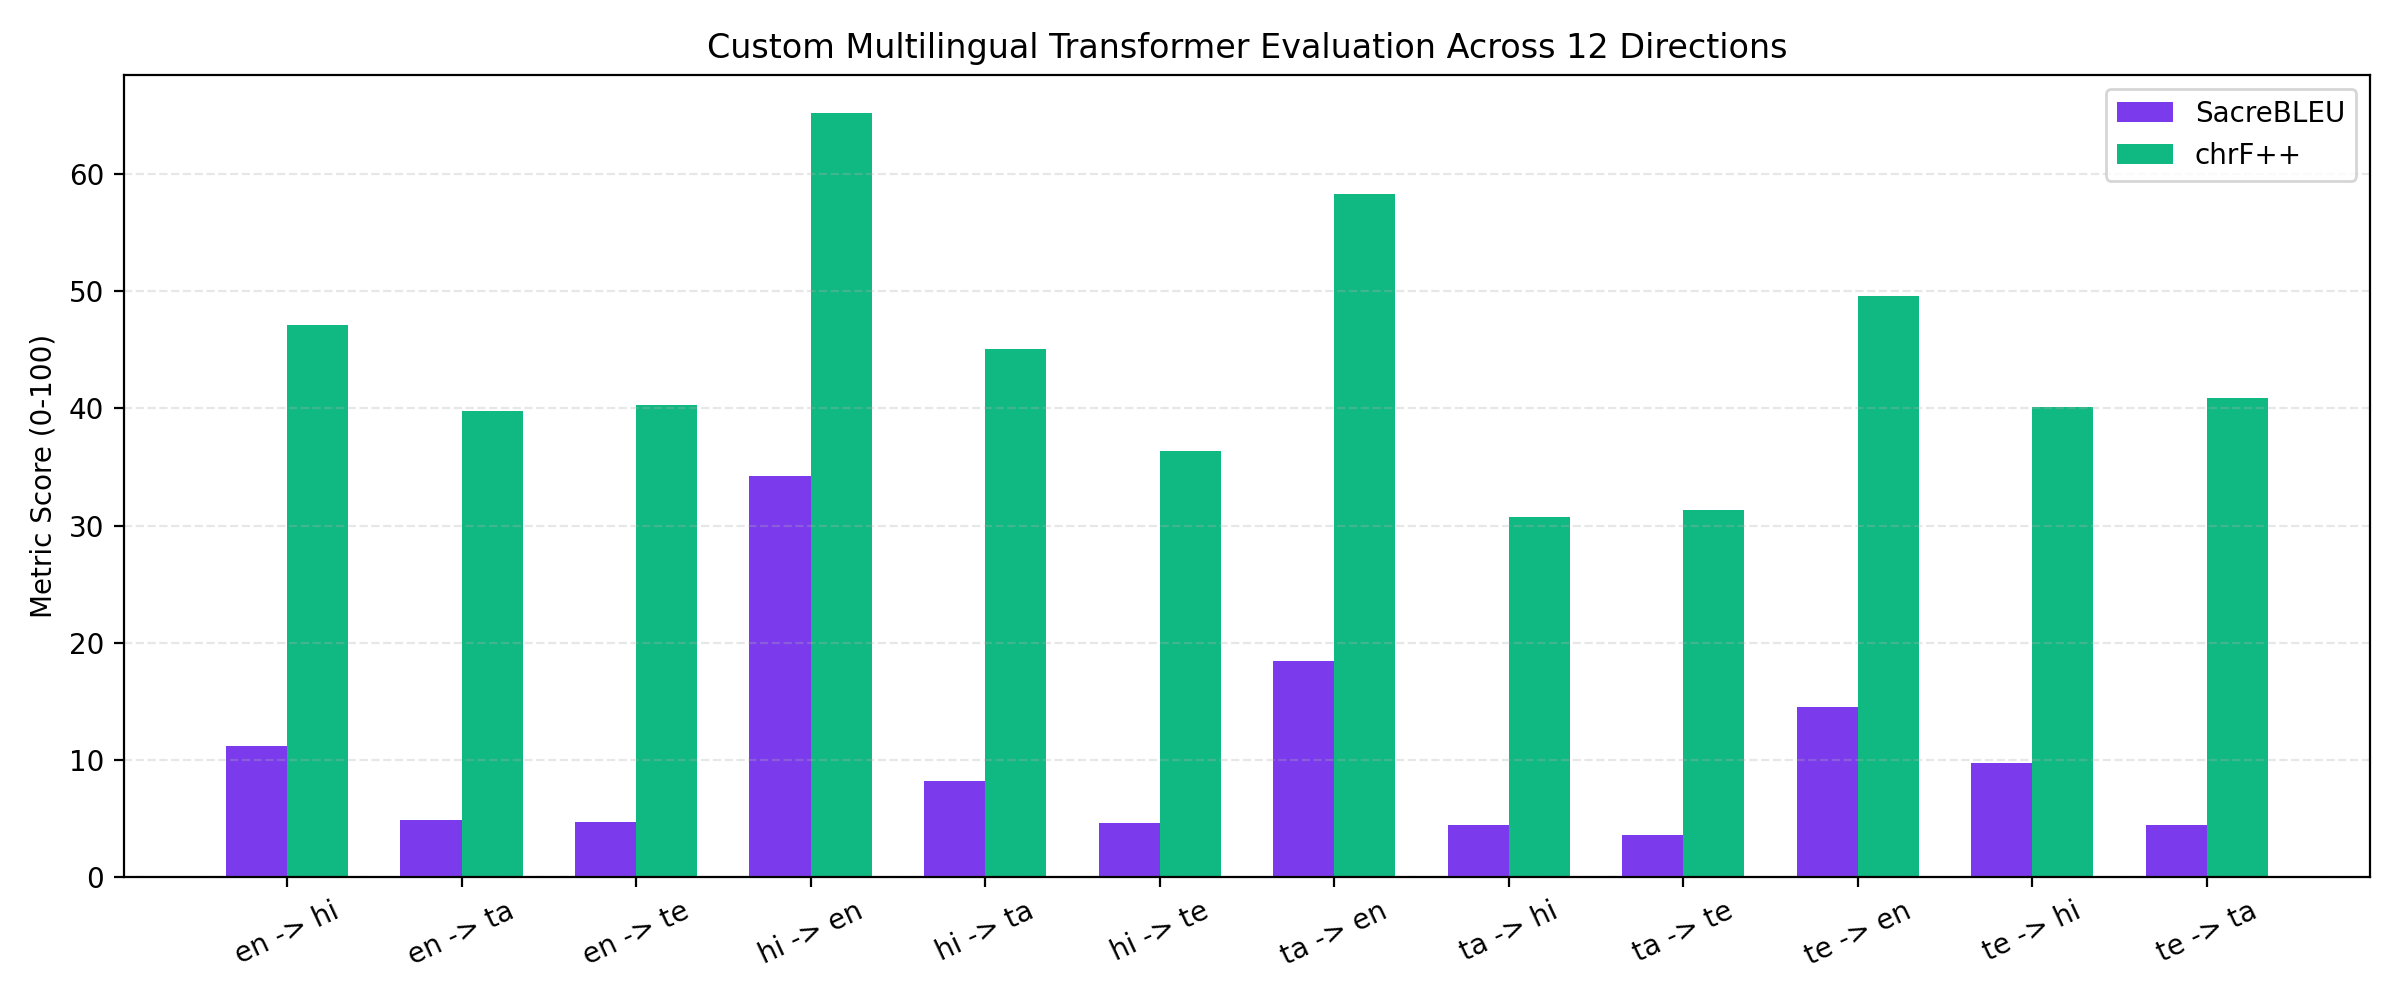 Custom Multilingual Transformer Evaluation Across 12 Directions
SacreBLEU
chrF++
Metric Score (0-100)
60
50
40
30
20
10
0
en -> hi
en -> ta
en -> te
hi -> en
hi -> ta
hi -> te
ta -> en
ta -> hi
ta -> te
te -> en
te -> hi
te -> ta